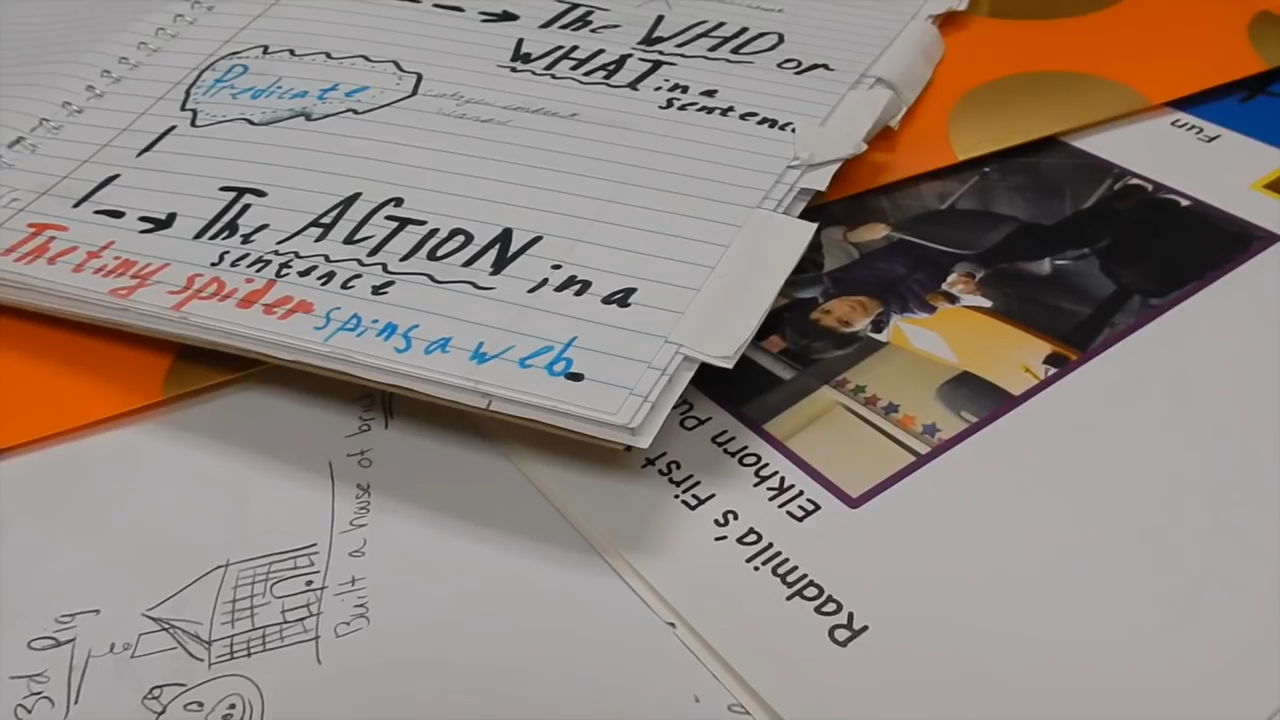 The WHO or
WHAT in a
sentence
Predicate
The ACTION in a
sentence
The tiny spider spins a web.
Fun
Radmila's First
Elkhorn Pu
3rd Pig
Built a house of bric